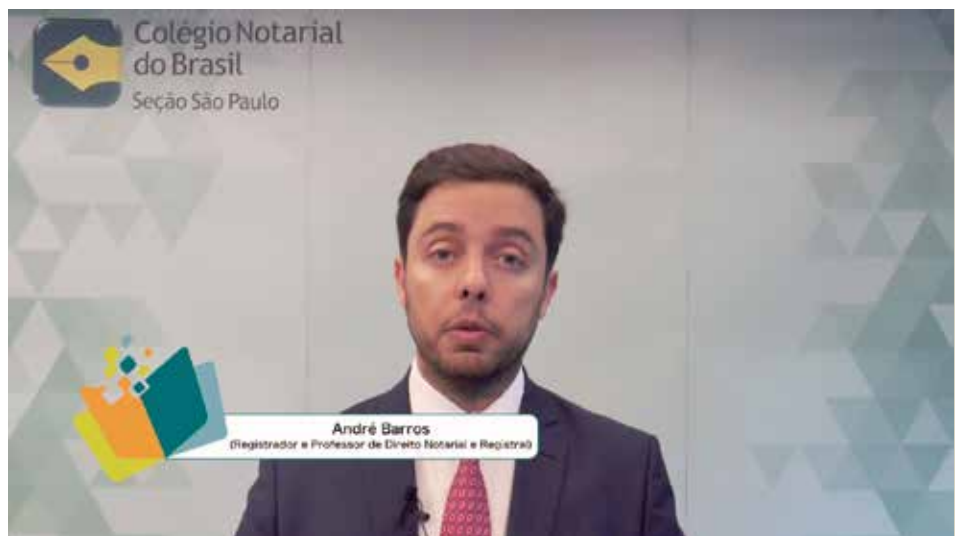 Colégio Notarial
do Brasil
Seção São Paulo
André Barros
(Registrador e Professor de Direito Notarial e Registral)